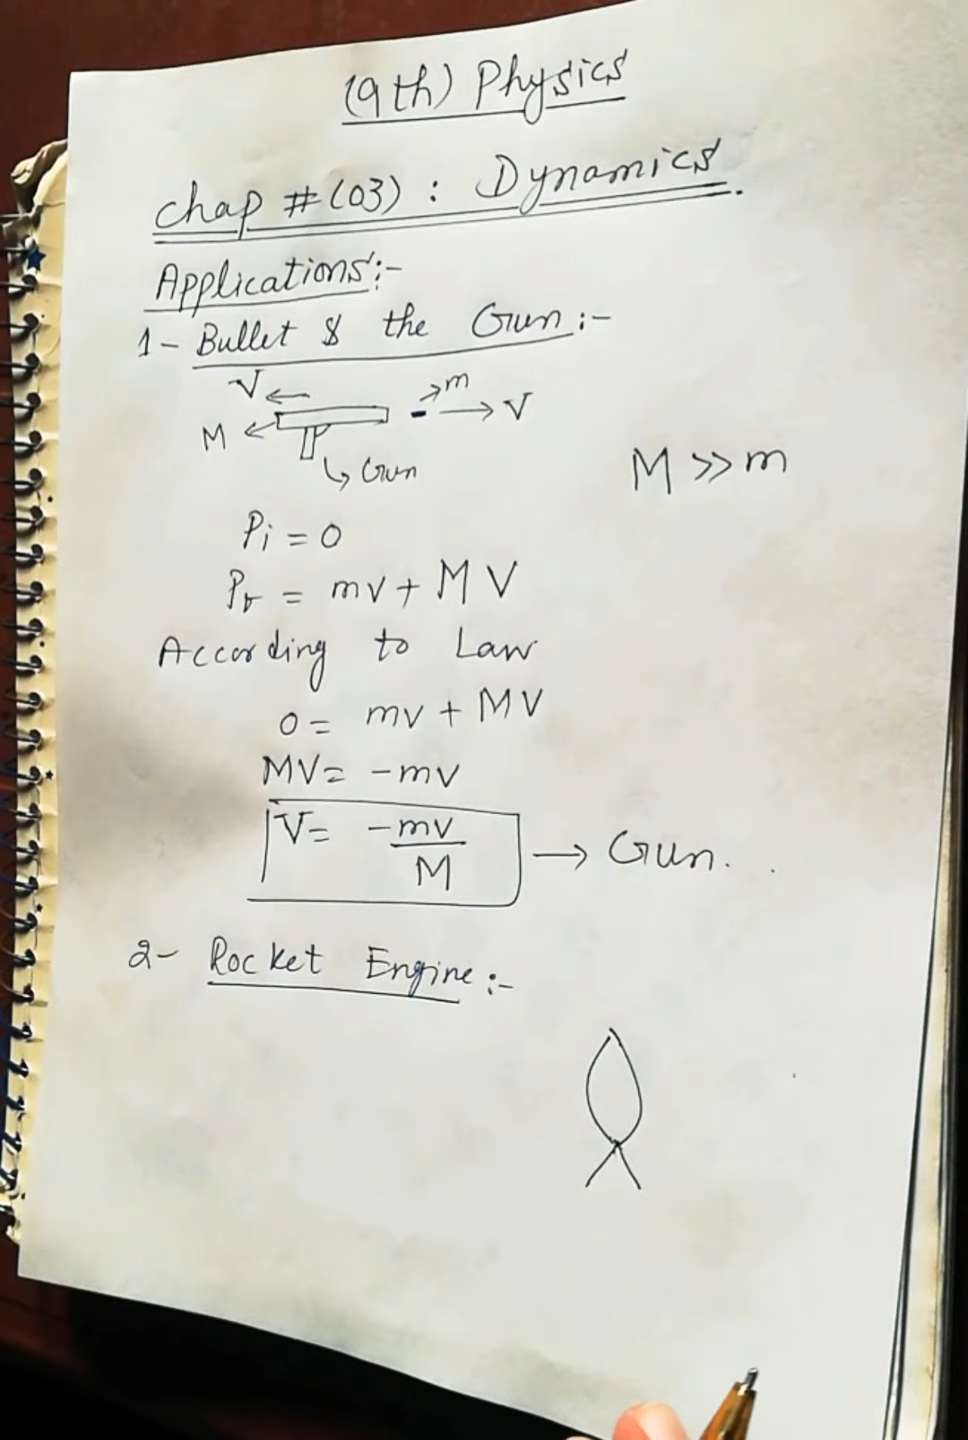 (9th) Physics
Chap # (03) : Dynamics.
Applications:-
1- Bullet & the Gun:-
V m
M V
Gun
M >> m
Pi = 0
Pf = mv + MV
According to Law
0 = mv + MV
MV = -mv
V = -mv/M → Gun.
2- Rocket Engine:-